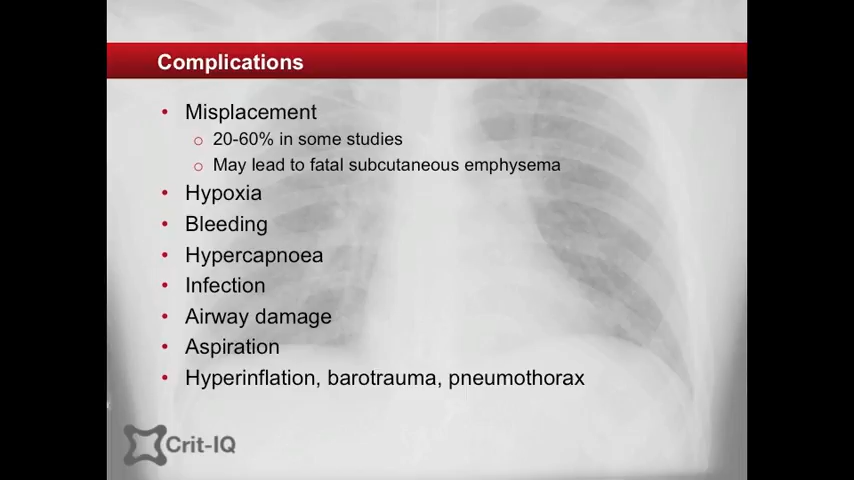 Complications
• Misplacement
o 20-60% in some studies
o May lead to fatal subcutaneous emphysema
• Hypoxia
• Bleeding
• Hypercapnoea
• Infection
• Airway damage
• Aspiration
• Hyperinflation, barotrauma, pneumothorax
Crit-IQ